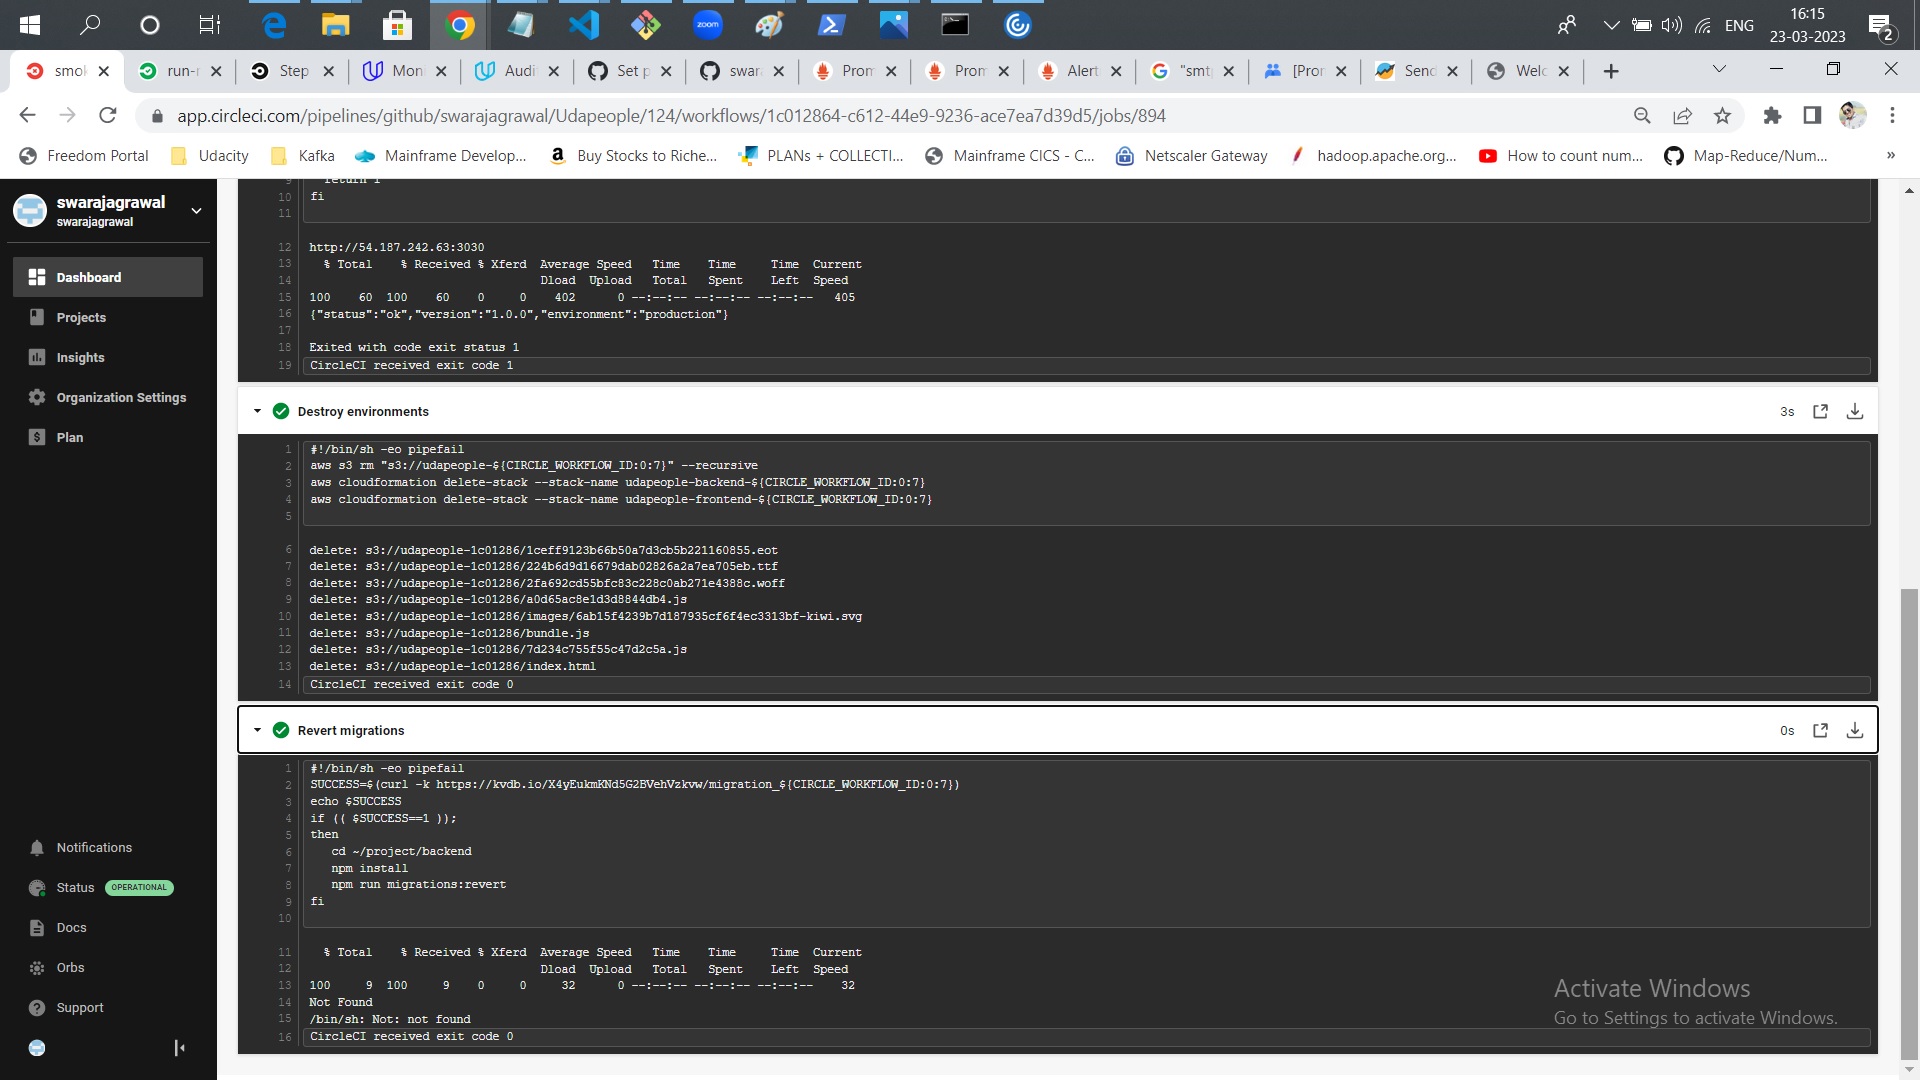 ENG
16:15
23-03-2023
2
zoom
smok
run-r
Step
Mon
Audi
Set p
swara
Prom
Prom
Alert
"smt
[Pror
Send
Welc
app.circleci.com/pipelines/github/swarajagrawal/Udapeople/124/workflows/1c012864-c612-44e9-9236-ace7ea7d39d5/jobs/894
Freedom Portal
Udacity
Kafka
Mainframe Develop...
Buy Stocks to Riche...
PLANs + COLLECTI...
Mainframe CICS - C...
Netscaler Gateway
hadoop.apache.org...
How to count num...
Map-Reduce/Num...
»
swarajagrawal
swarajagrawal
Dashboard
Projects
Insights
Organization Settings
Plan
Notifications
Status OPERATIONAL
Docs
Orbs
Support
9 return 1
10 fi
11
12 http://54.187.242.63:3030
13 % Total % Received % Xferd Average Speed Time Time Time Current
14 Dload Upload Total Spent Left Speed
15 100 60 100 60 0 0 402 0 --:--:-- --:--:-- --:--:-- 405
16 {"status":"ok","version":"1.0.0","environment":"production"}
17
18 Exited with code exit status 1
19 CircleCI received exit code 1
Destroy environments 3s
1 #!/bin/sh -eo pipefail
2 aws s3 rm "s3://udapeople-${CIRCLE_WORKFLOW_ID:0:7}" --recursive
3 aws cloudformation delete-stack --stack-name udapeople-backend-${CIRCLE_WORKFLOW_ID:0:7}
4 aws cloudformation delete-stack --stack-name udapeople-frontend-${CIRCLE_WORKFLOW_ID:0:7}
5
6 delete: s3://udapeople-1c01286/1ceff9123b66b50a7d3cb5b221160855.eot
7 delete: s3://udapeople-1c01286/224b6d9d16679dab02826a2a7ea705eb.ttf
8 delete: s3://udapeople-1c01286/2fa692cd55bfc83c228c0ab271e4388c.woff
9 delete: s3://udapeople-1c01286/a0d65ac8e1d3d8844db4.js
10 delete: s3://udapeople-1c01286/images/6ab15f4239b7d187935cf6f4ec3313bf-kiwi.svg
11 delete: s3://udapeople-1c01286/bundle.js
12 delete: s3://udapeople-1c01286/7d234c755f55c47d2c5a.js
13 delete: s3://udapeople-1c01286/index.html
14 CircleCI received exit code 0
Revert migrations 0s
1 #!/bin/sh -eo pipefail
2 SUCCESS=$(curl -k https://kvdb.io/X4yEukmKNd5G2BVehVzkvw/migration_${CIRCLE_WORKFLOW_ID:0:7})
3 echo $SUCCESS
4 if (( $SUCCESS==1 ));
5 then
6 cd ~/project/backend
7 npm install
8 npm run migrations:revert
9 fi
10
11 % Total % Received % Xferd Average Speed Time Time Time Current
12 Dload Upload Total Spent Left Speed
13 100 9 100 9 0 0 32 0 --:--:-- --:--:-- --:--:-- 32
14 Not Found
15 /bin/sh: Not: not found
16 CircleCI received exit code 0
Activate Windows
Go to Settings to activate Windows.